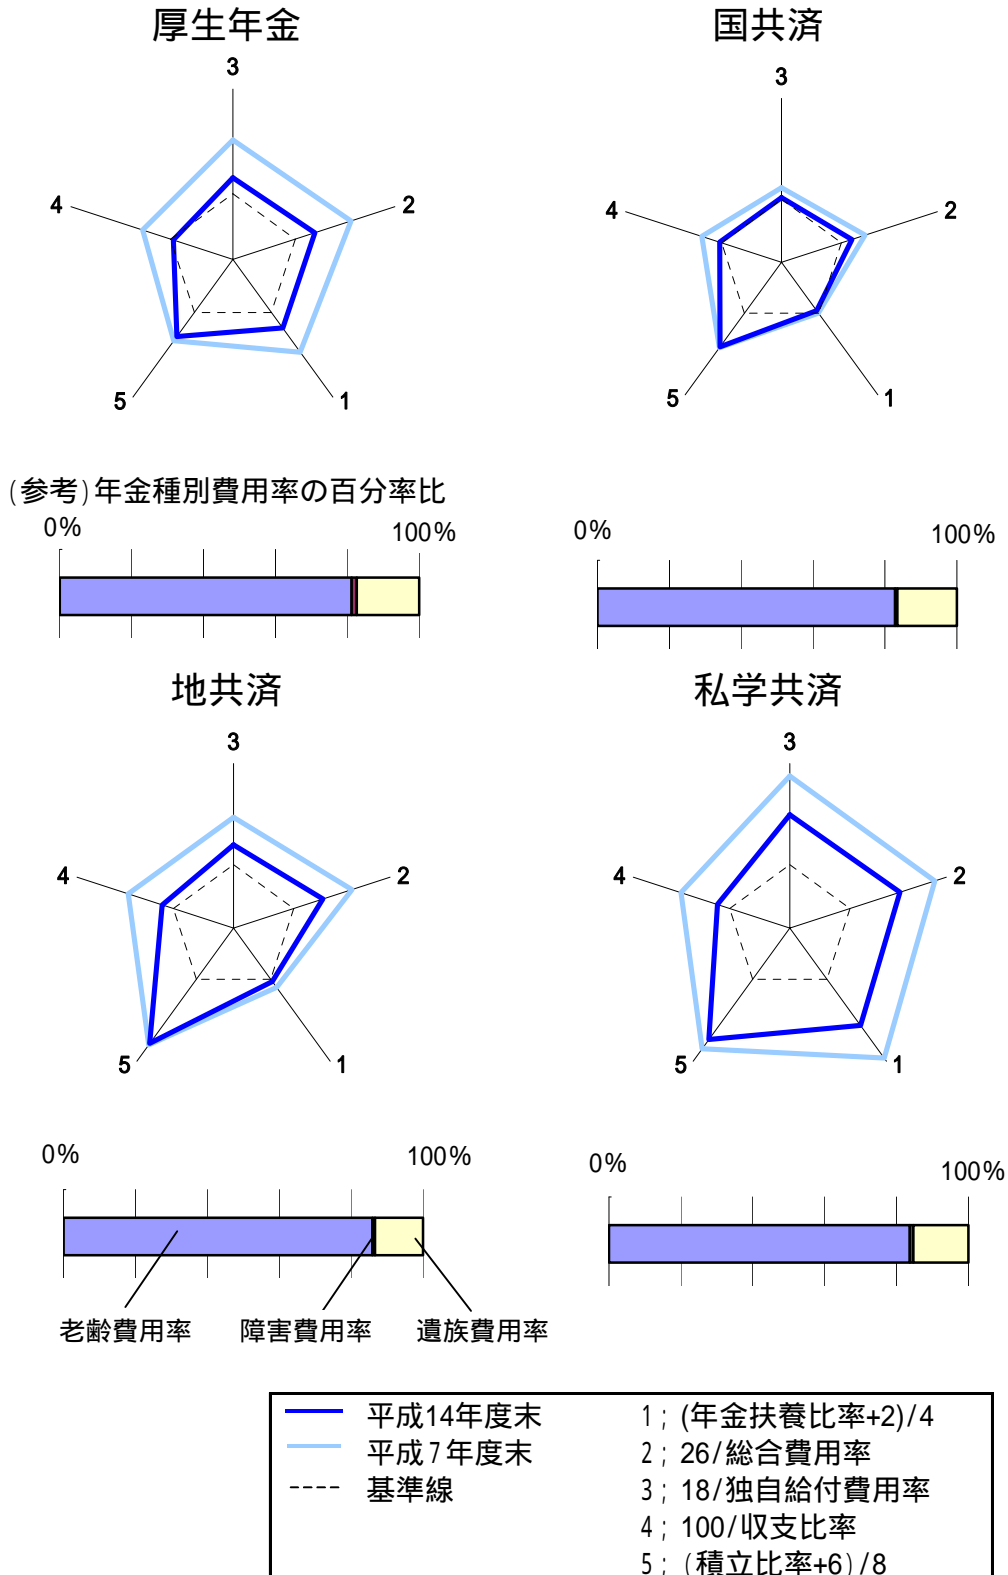 厚生年金
3
4
2
5
1
国共済
3
4
2
5
1
(参考)年金種別費用率の百分率比
0%
100%
0%
100%
地共済
3
4
2
5
1
私学共済
3
4
2
5
1
0%
100%
0%
100%
老齢費用率
障害費用率
遺族費用率
平成14年度末
平成7年度末
基準線
1; (年金扶養比率+2)/4
2; 26/総合費用率
3; 18/独自給付費用率
4; 100/収支比率
5; (積立比率+6)/8